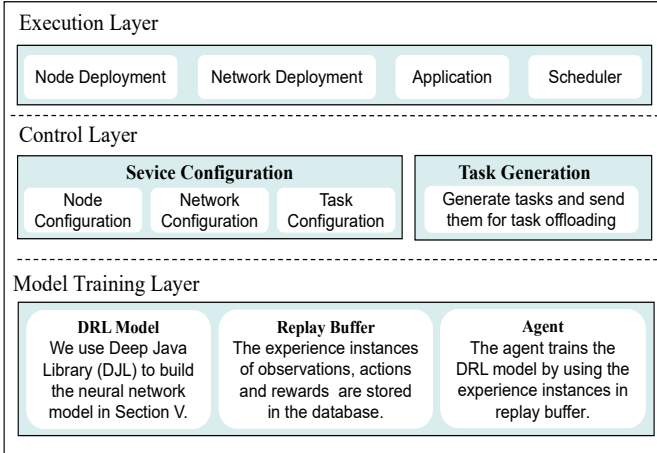 Execution Layer
Node Deployment
Network Deployment
Application
Scheduler
Control Layer
Sevice Configuration
Node
Configuration
Network
Configuration
Task
Configuration
Task Generation
Generate tasks and send
them for task offloading
Model Training Layer
DRL Model
We use Deep Java
Library (DJL) to build
the neural network
model in Section V.
Replay Buffer
The experience instances
of observations, actions
and rewards are stored
in the database.
Agent
The agent trains the
DRL model by using the
experience instances in
replay buffer.